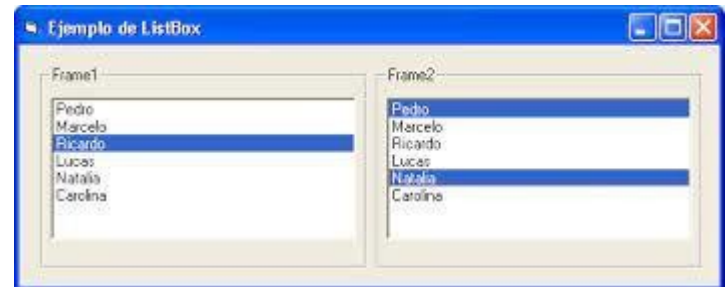 Ejemplo de ListBox
Frame1
Pedro
Marcelo
Ricardo
Lucas
Natalia
Carolina
Frame2
Pedro
Marcelo
Ricardo
Lucas
Natalia
Carolina